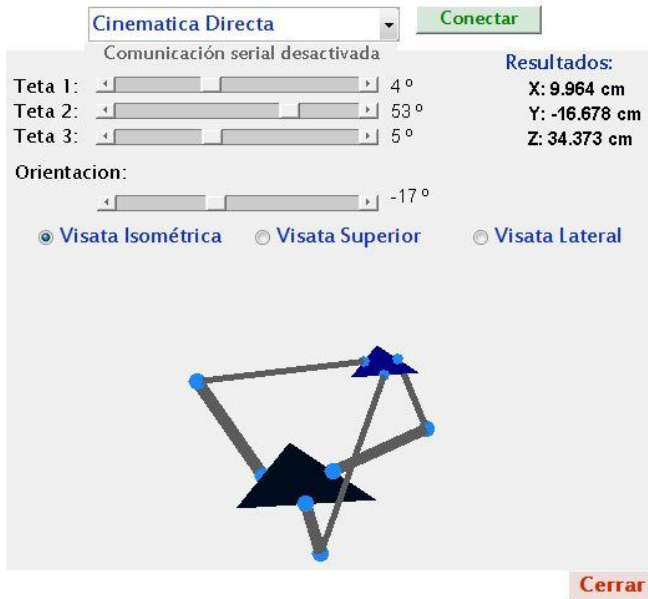 Cinematica Directa Conectar
Comunicación serial desactivada
Resultados:
Teta 1: 4 º X: 9.964 cm
Teta 2: 53 º Y: -16.678 cm
Teta 3: 5 º Z: 34.373 cm
Orientacion:
-17 º
Visata Isométrica Visata Superior Visata Lateral
Cerrar